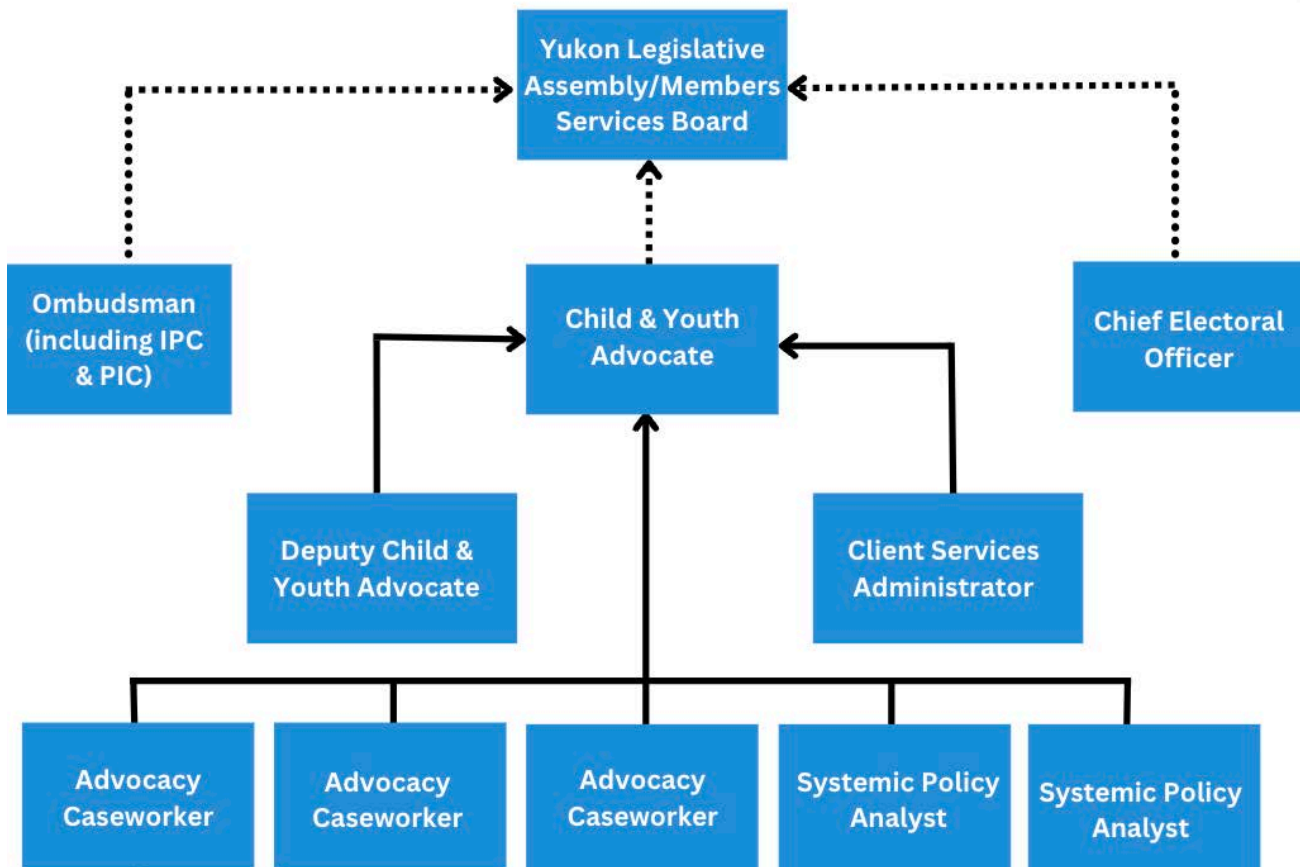 Yukon Legislative
Assembly/Members
Services Board
Ombudsman
(including IPC
& PIC)
Child & Youth
Advocate
Chief Electoral
Officer
Deputy Child &
Youth Advocate
Client Services
Administrator
Advocacy
Caseworker
Advocacy
Caseworker
Advocacy
Caseworker
Systemic Policy
Analyst
Systemic Policy
Analyst